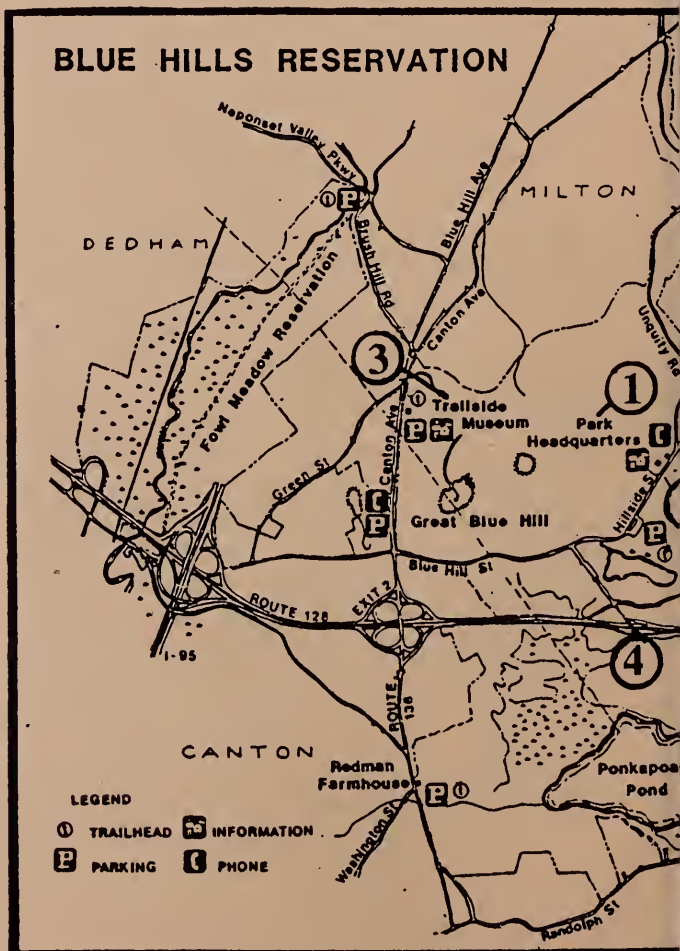 BLUE HILLS RESERVATION
Neponset Valley Pkwy
MILTON
Blue Hill Ave
DEDHAM
Brush Hill Rd
Fowl Meadow Reservation
Canton Ave
Unquity Rd
3
1
Trailside
Museum
Park
Headquarters
Canton Ave
Green St
Hillside St
Great Blue Hill
Blue Hill St
ROUTE 128
EXIT 2
4
I-95
ROUTE
138
CANTON
Redman
Farmhouse
Ponkapoa
Pond
Washington St
LEGEND
TRAILHEAD
INFORMATION
P PARKING
PHONE
Randolph St